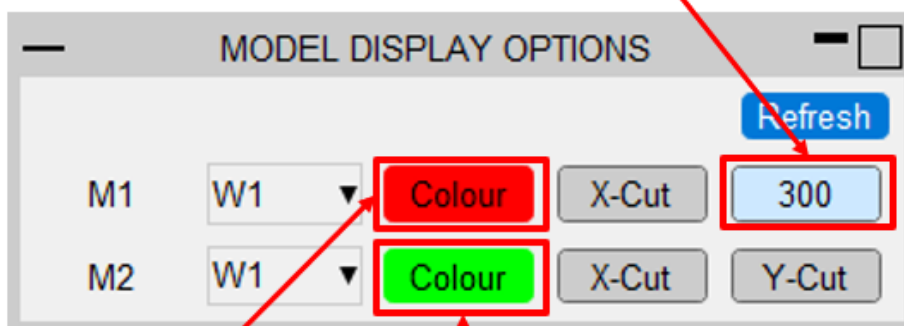 MODEL DISPLAY OPTIONS
Refresh
M1 W1 Colour X-Cut 300
M2 W1 Colour X-Cut Y-Cut